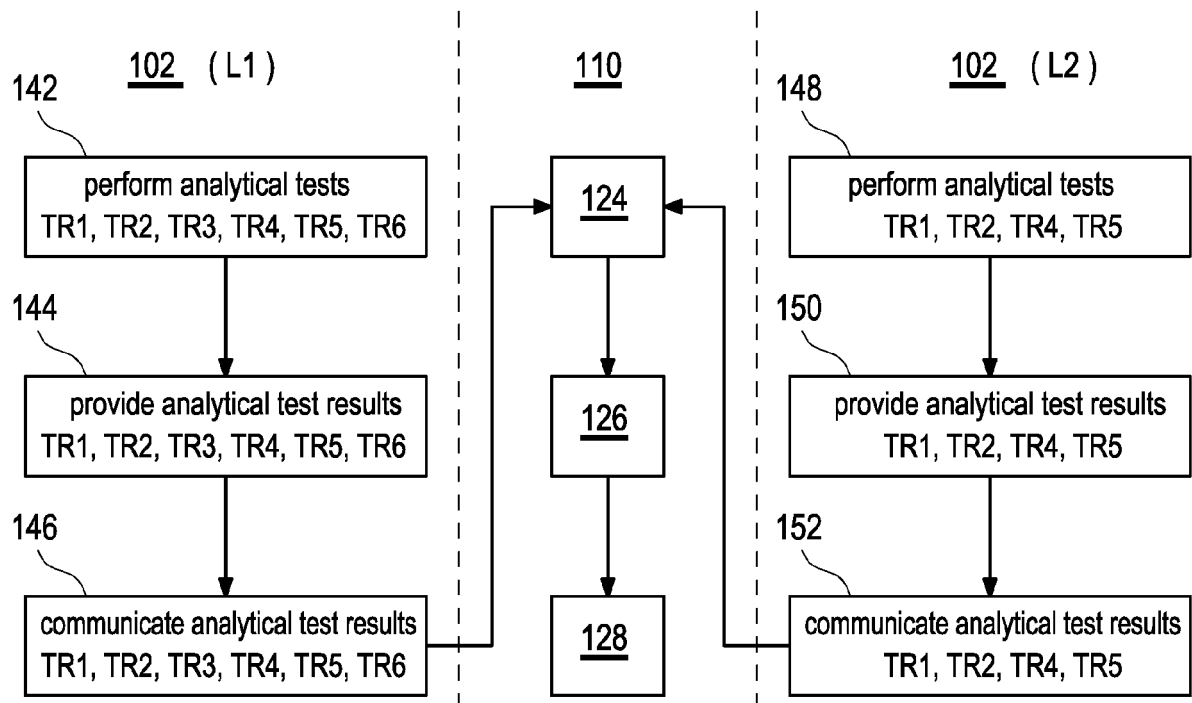 102 (L1)
142
perform analytical tests
TR1, TR2, TR3, TR4, TR5, TR6
144
provide analytical test results
TR1, TR2, TR3, TR4, TR5, TR6
146
communicate analytical test results
TR1, TR2, TR3, TR4, TR5, TR6
110
124
126
128
102 (L2)
148
perform analytical tests
TR1, TR2, TR4, TR5
150
provide analytical test results
TR1, TR2, TR4, TR5
152
communicate analytical test results
TR1, TR2, TR4, TR5